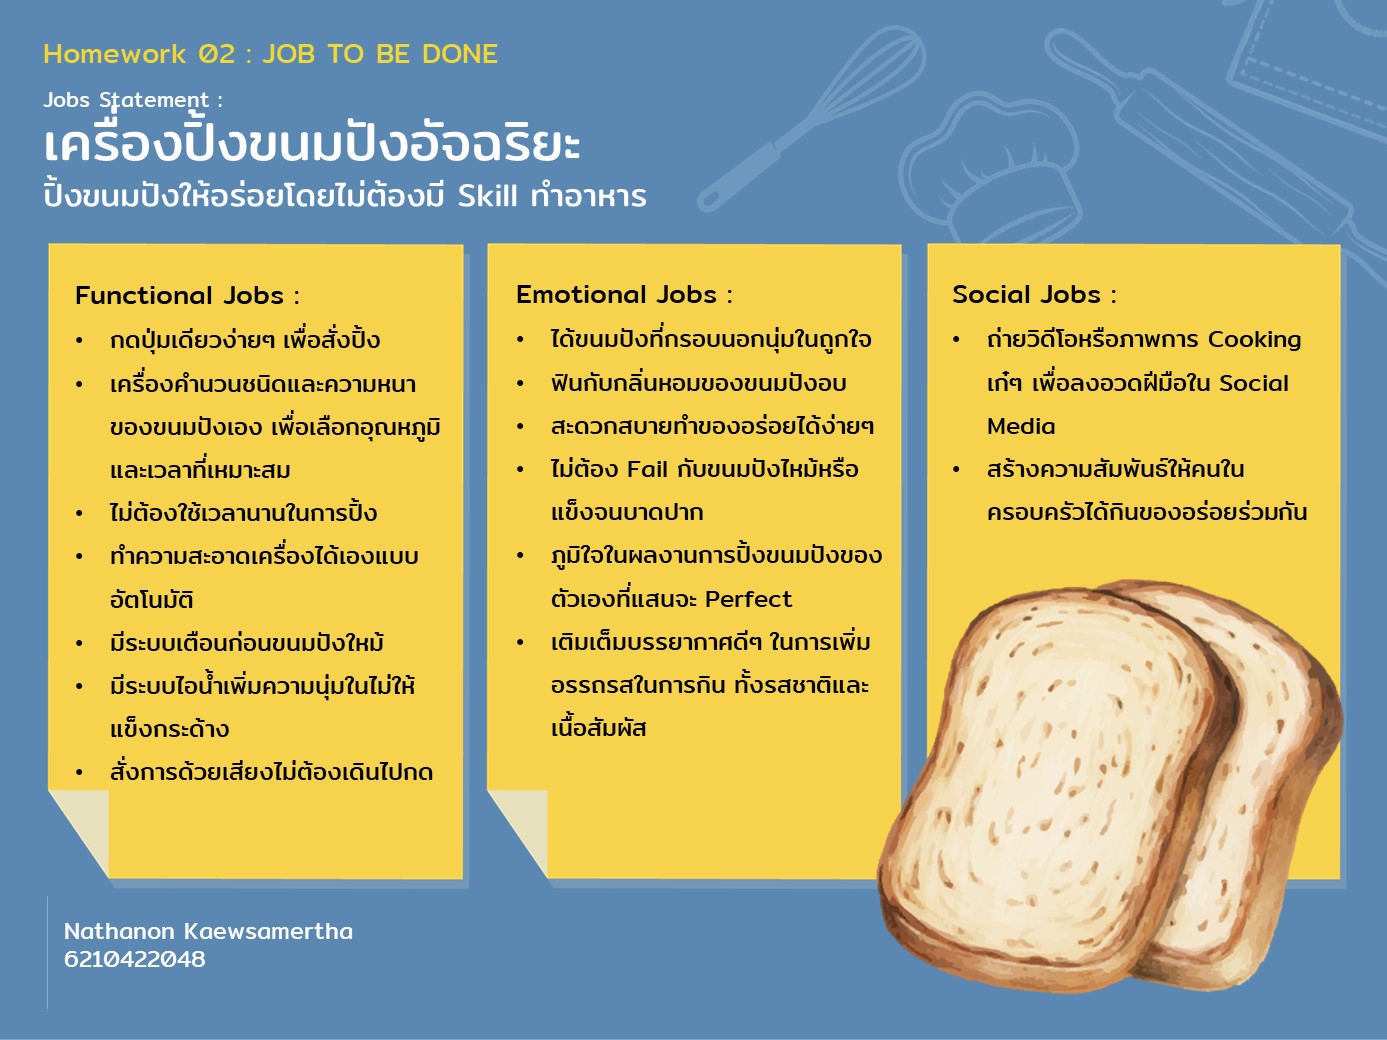 Homework 02 : JOB TO BE DONE
Jobs Statement :
เครื่องปิ้งขนมปังอัจฉริยะ
ปิ้งขนมปังให้อร่อยโดยไม่ต้องมี Skill ทำอาหาร
Functional Jobs :
• กดปุ่มเดียวง่ายๆ เพื่อสั่งปิ้ง
• เครื่องคำนวนชนิดและความหนา
ของขนมปังเอง เพื่อเลือกอุณหภูมิ
และเวลาที่เหมาะสม
• ไม่ต้องใช้เวลานานในการปิ้ง
• ทำความสะอาดเครื่องได้เองแบบ
อัตโนมัติ
• มีระบบเตือนก่อนขนมปังใหม้
• มีระบบไอน้ำเพิ่มความนุ่มในไม่ให้
แข็งกระด้าง
• สั่งการด้วยเสียงไม่ต้องเดินไปกด
Emotional Jobs :
• ได้ขนมปังที่กรอบนอกนุ่มในถูกใจ
• ฟินกับกลิ่นหอมของขนมปังอบ
• สะดวกสบายทำของอร่อยได้ง่ายๆ
• ไม่ต้อง Fail กับขนมปังไหม้หรือ
แข็งจนบาดปาก
• ภูมิใจในผลงานการปิ้งขนมปังของ
ตัวเองที่แสนจะ Perfect
• เติมเต็มบรรยากาศดีๆ ในการเพิ่ม
อรรถรสในการกิน ทั้งรสชาติและ
เนื้อสัมผัส
Social Jobs :
• ถ่ายวิดีโอหรือภาพการ Cooking
เก๋ๆ เพื่อลงอวดฝีมือใน Social
Media
• สร้างความสัมพันธ์ให้คนใน
ครอบครัวได้กินของอร่อยร่วมกัน
Nathanon Kaewsamertha
6210422048